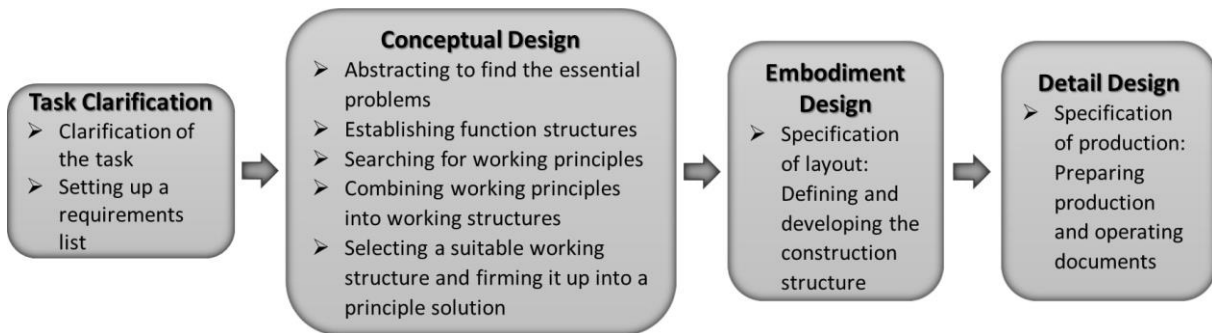 Task Clarification
➢ Clarification of
the task
➢ Setting up a
requirements
list
Conceptual Design
➢ Abstracting to find the essential
problems
➢ Establishing function structures
➢ Searching for working principles
➢ Combining working principles
into working structures
➢ Selecting a suitable working
structure and firming it up into a
principle solution
Embodiment
Design
➢ Specification
of layout:
Defining and
developing the
construction
structure
Detail Design
➢ Specification
of production:
Preparing
production
and operating
documents